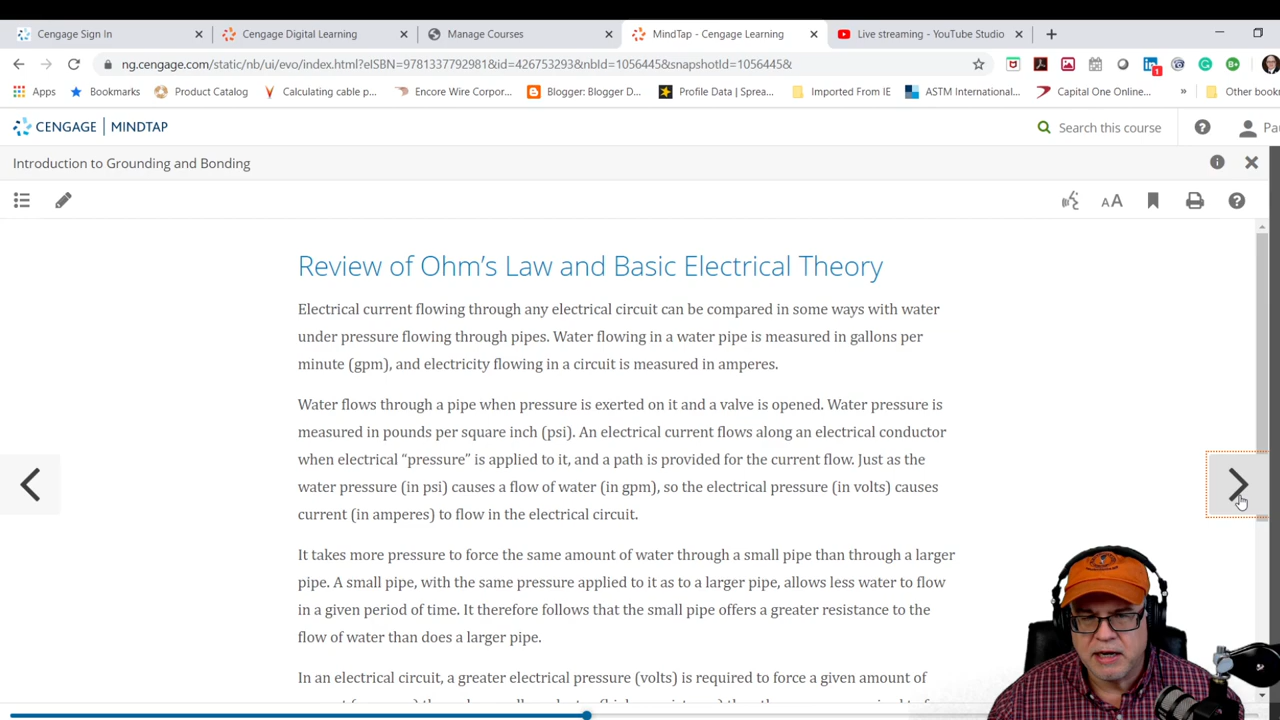 Cengage Sign In
Cengage Digital Learning
Manage Courses
MindTap - Cengage Learning
Live streaming - YouTube Studio
ng.cengage.com/static/nb/ui/evo/index.html?eISBN=9781337792981&id=426753293&nbId=1056445&snapshotId=1056445&
1
Apps
Bookmarks
Product Catalog
Calculating cable p...
Encore Wire Corpor...
Blogger: Blogger D...
Profile Data | Sprea...
Imported From IE
ASTM International...
Capital One Online...
»
Other book
CENGAGE | MINDTAP
Search this course
Pau
Introduction to Grounding and Bonding
AA
Review of Ohm's Law and Basic Electrical Theory
Electrical current flowing through any electrical circuit can be compared in some ways with water
under pressure flowing through pipes. Water flowing in a water pipe is measured in gallons per
minute (gpm), and electricity flowing in a circuit is measured in amperes.
Water flows through a pipe when pressure is exerted on it and a valve is opened. Water pressure is
measured in pounds per square inch (psi). An electrical current flows along an electrical conductor
when electrical “pressure” is applied to it, and a path is provided for the current flow. Just as the
water pressure (in psi) causes a flow of water (in gpm), so the electrical pressure (in volts) causes
current (in amperes) to flow in the electrical circuit.
It takes more pressure to force the same amount of water through a small pipe than through a larger
pipe. A small pipe, with the same pressure applied to it as to a larger pipe, allows less water to flow
in a given period of time. It therefore follows that the small pipe offers a greater resistance to the
flow of water than does a larger pipe.
In an electrical circuit, a greater electrical pressure (volts) is required to force a given amount of